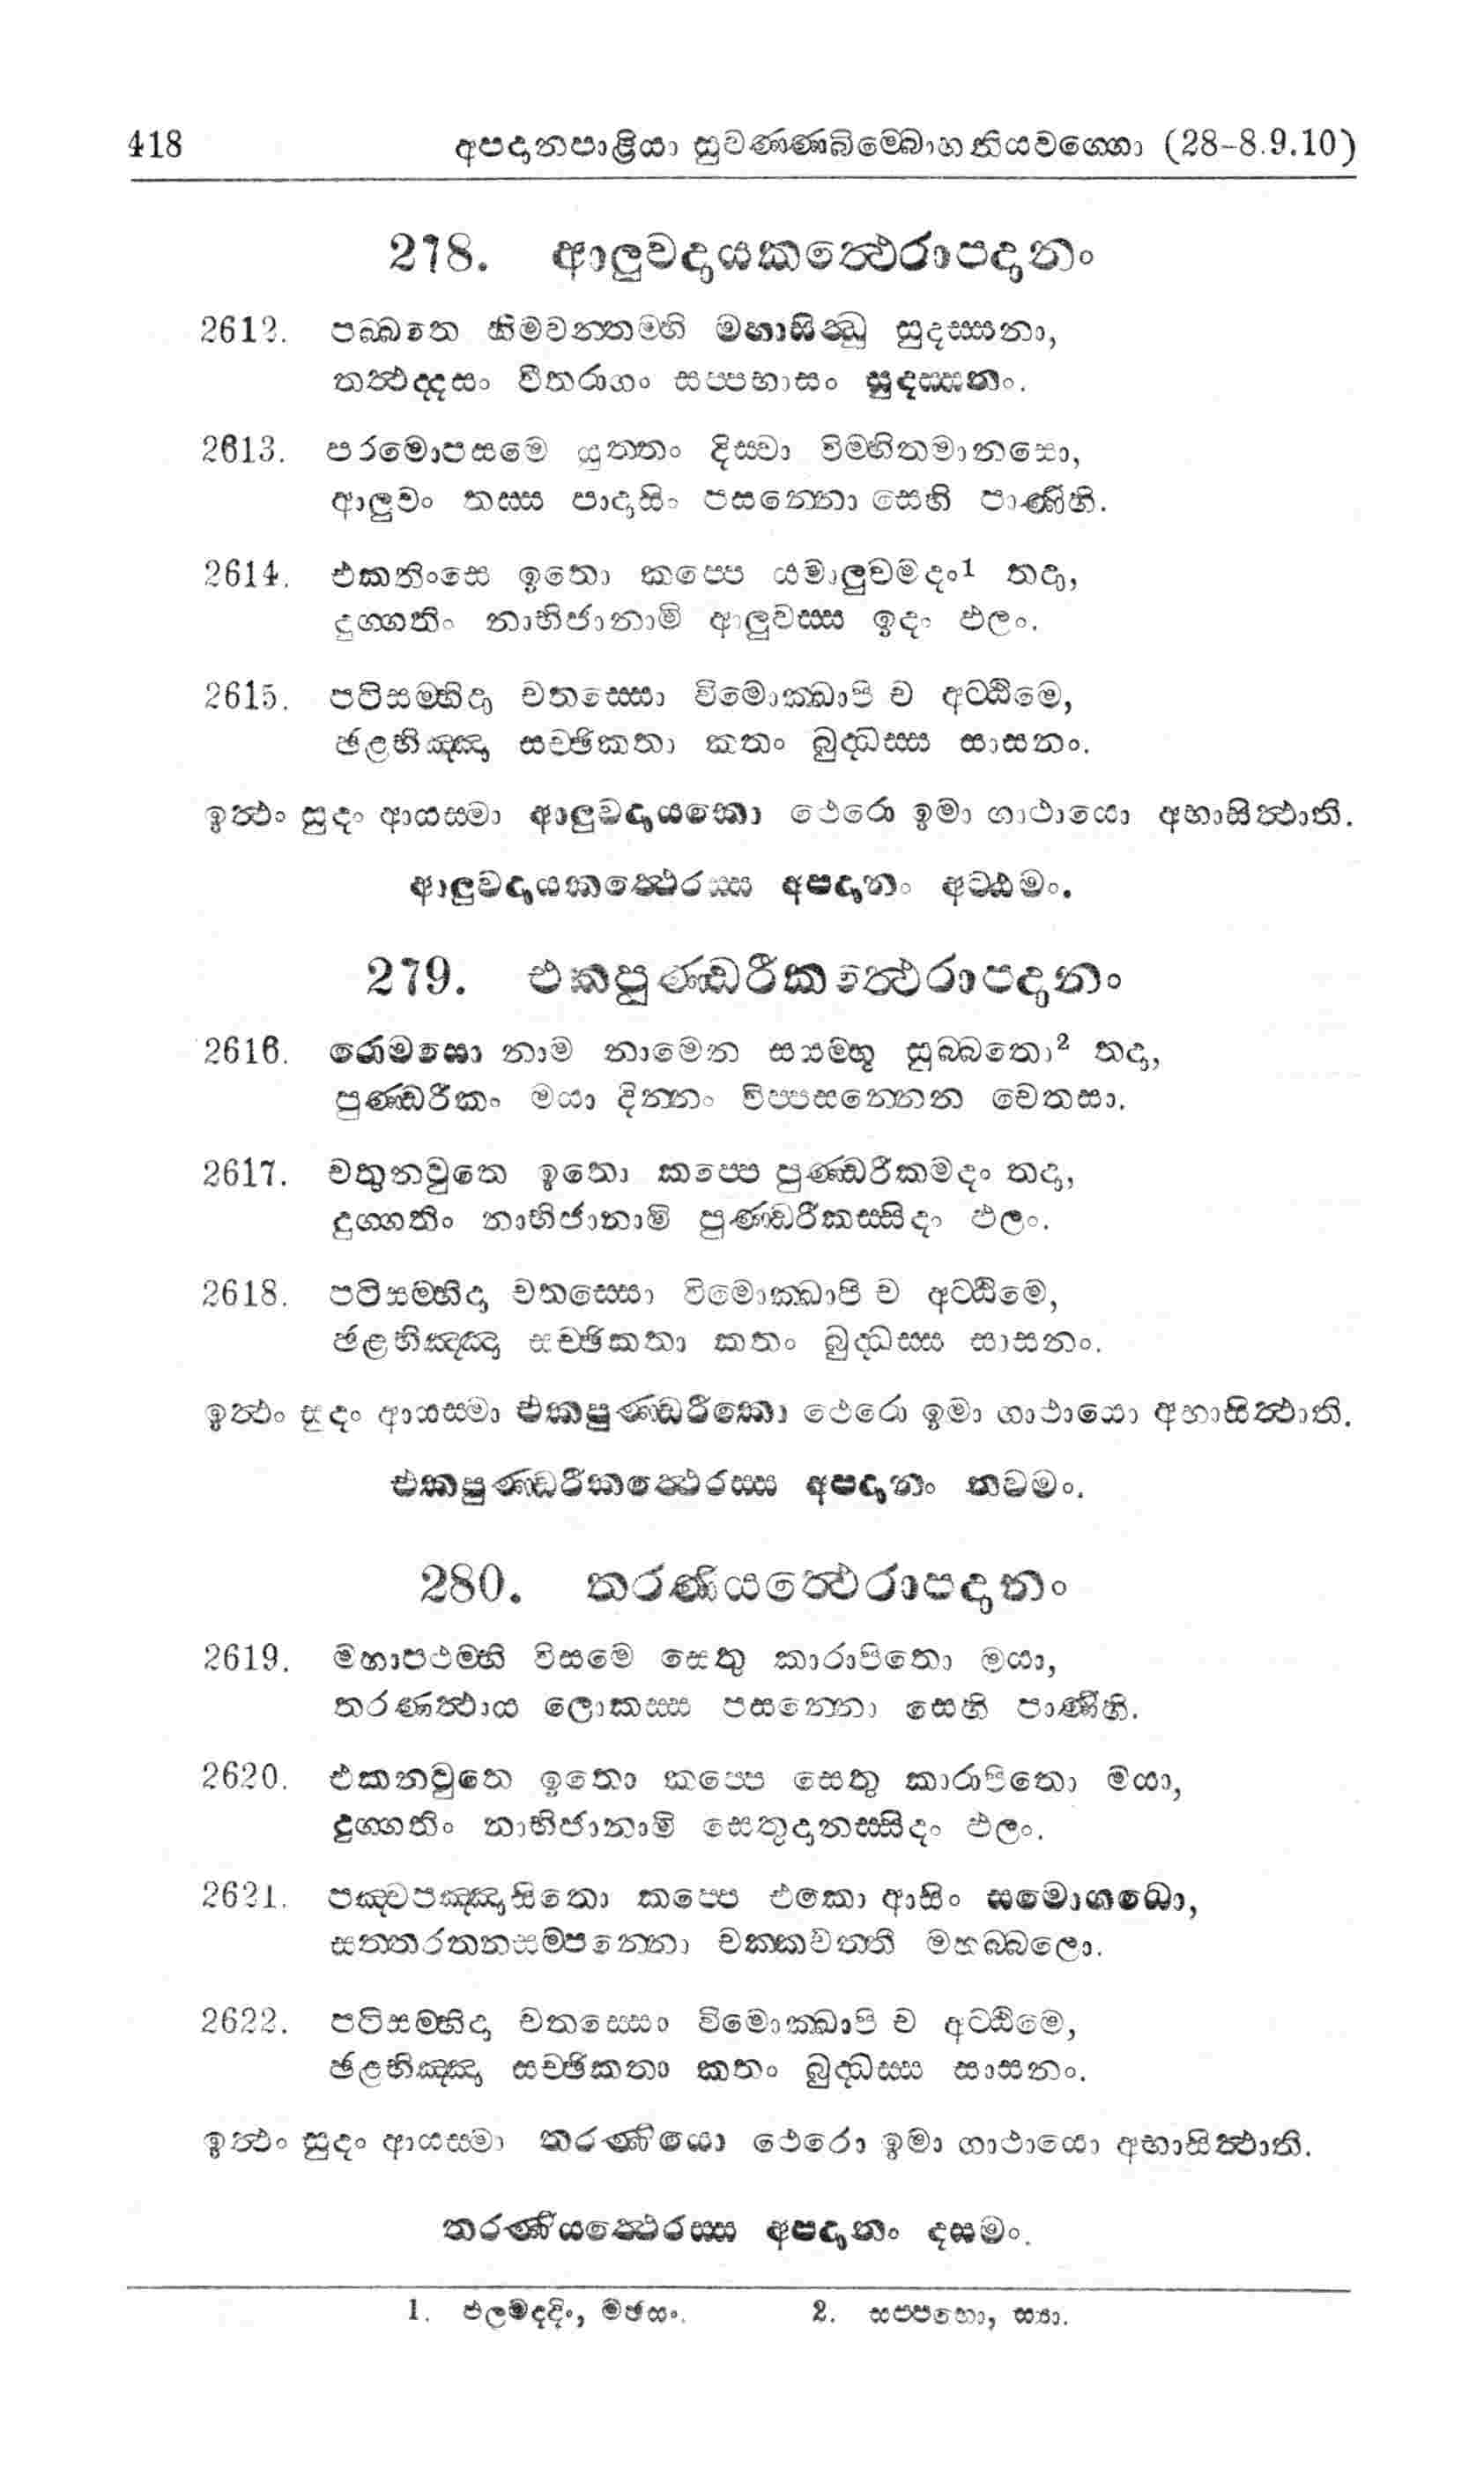 418 අපදානපාළියා සුවණ්ණබිම්බොහනියවග්ගො (28-8.9.10)
278. ආලුවදායකත්ථෙරාපදානං
2612. පබ්බතෙ හිමවන්තම්හි මහාසින්ධු සුදස්සනා,
තත්ථද්දසං වීතරාගං සප්පභාසං සුදස්සනං.
2613. පරමොපසමෙ යුත්තං දිස්වා විම්හිතමානසො,
ආලුවං තස්ස පාදාසිං පසන්නො සෙහි පාණිහි.
2614. එකතිංසෙ ඉතො කප්පෙ යමාලුවමදං1 තදා,
දුග්ගතිං නාභිජානාමි ආලුවස්ස ඉදං ඵලං.
2615. පටිසම්භිදා චතස්සො විමොක්ඛාපි ච අට්ඨිමෙ,
ඡළභිඤ්ඤා සච්ඡිකතා කතං බුද්ධස්ස සාසනං.
ඉත්ථං සුදං ආයස්මා ආලුවදායකො ථෙරො ඉමා ගාථායො අභාසිත්ථාති.
ආලුවදායකත්ථෙරස්ස අපදානං අට්ඨමං.
279. එකපුණ්ඩරීකත්ථෙරාපදානං
2616. රොමසො නාම නාමෙන සයම්භූ සුබ්බතො2 තදා,
පුණ්ඩරීකං මයා දින්නං විප්පසන්නෙන චෙතසා.
2617. චතුනවුතෙ ඉතො කප්පෙ පුණ්ඩරීකමදං තදා,
දුග්ගතිං නාභිජානාමි පුණ්ඩරීකස්සිදං ඵලං.
2618. පටිසම්භිදා චතස්සො විමොක්ඛාපි ච අට්ඨිමෙ,
ඡළභිඤ්ඤා සච්ඡිකතා කතං බුද්ධස්ස සාසනං.
ඉත්ථං සුදං ආයස්මා එකපුණ්ඩරීකො ථෙරො ඉමා ගාථායො අභාසිත්ථාති.
එකපුණ්ඩරීකත්ථෙරස්ස අපදානං නවමං.
280. තරණියත්ථෙරාපදානං
2619. මහාපථම්හි විසමෙ සෙතු කාරාපිතො මයා,
තරණත්ථාය ලොකස්ස පසන්නො සෙහි පාණිහි.
2620. එකනවුතෙ ඉතො කප්පෙ සෙතු කාරාපිතො මයා,
දුග්ගතිං නාභිජානාමි සෙතුදානස්සිදං ඵලං.
2621. පඤ්චපඤ්ඤාසිතො කප්පෙ එකො ආසිං සමොගධො,
සත්තරතනසම්පන්නො චක්කවත්තී මහබ්බලො.
2622. පටිසම්භිදා චතස්සො විමොක්ඛාපි ච අට්ඨිමෙ,
ඡළභිඤ්ඤා සච්ඡිකතා කතං බුද්ධස්ස සාසනං.
ඉත්ථං සුදං ආයස්මා තරණියො ථෙරො ඉමා ගාථායො අභාසිත්ථාති.
තරණියත්ථෙරස්ස අපදානං දසමං.
1. ඵලමදදිං, මඡසං. 2. සප්පභො, ස්‍යා.